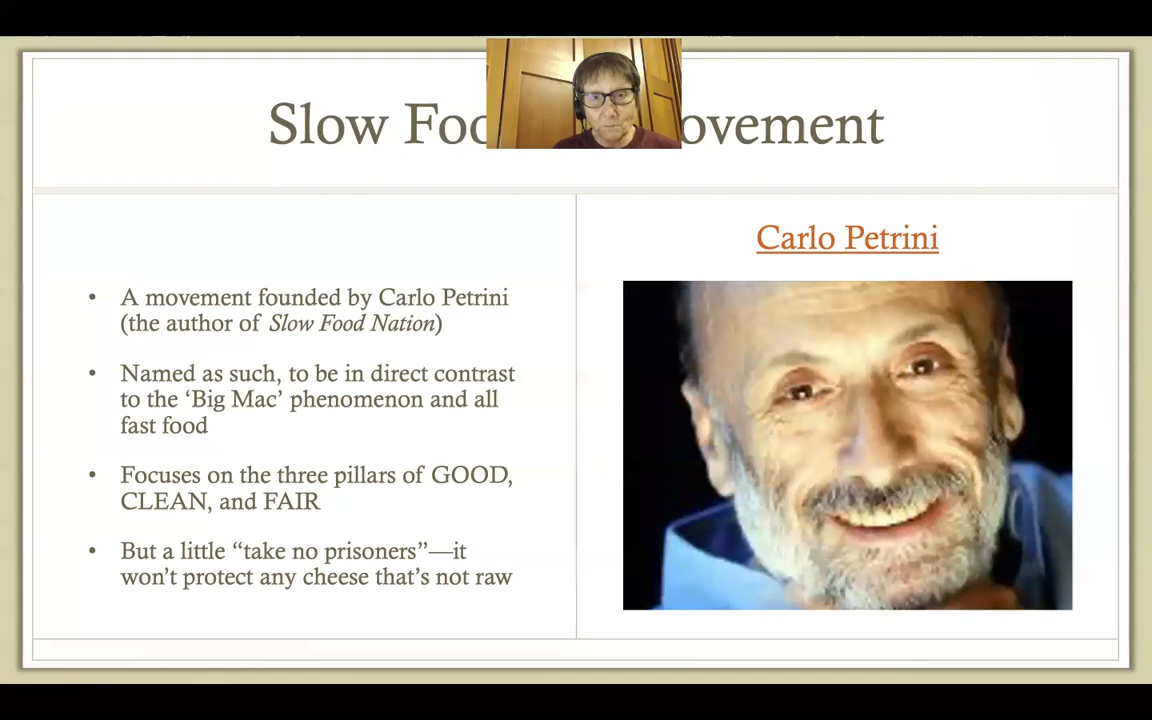 Slow Foo ovement
• A movement founded by Carlo Petrini
(the author of Slow Food Nation)
• Named as such, to be in direct contrast
to the ‘Big Mac’ phenomenon and all
fast food
• Focuses on the three pillars of GOOD,
CLEAN, and FAIR
• But a little “take no prisoners”—it
won’t protect any cheese that’s not raw
Carlo Petrini